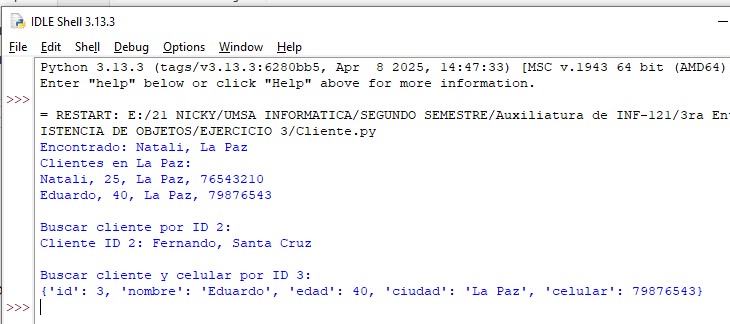 IDLE Shell 3.13.3
File Edit Shell Debug Options Window Help
Python 3.13.3 (tags/v3.13.3:6280bb5, Apr  8 2025, 14:47:33) [MSC v.1943 64 bit (AMD64)
Enter "help" below or click "Help" above for more information.
>>>
= RESTART: E:/21 NICKY/UMSA INFORMATICA/SEGUNDO SEMESTRE/Auxiliatura de INF-121/3ra En
ISTENCIA DE OBJETOS/EJERCICIO 3/Cliente.py
Encontrado: Natali, La Paz
Clientes en La Paz:
Natali, 25, La Paz, 76543210
Eduardo, 40, La Paz, 79876543
Buscar cliente por ID 2:
Cliente ID 2: Fernando, Santa Cruz
Buscar cliente y celular por ID 3:
{'id': 3, 'nombre': 'Eduardo', 'edad': 40, 'ciudad': 'La Paz', 'celular': 79876543}
>>>